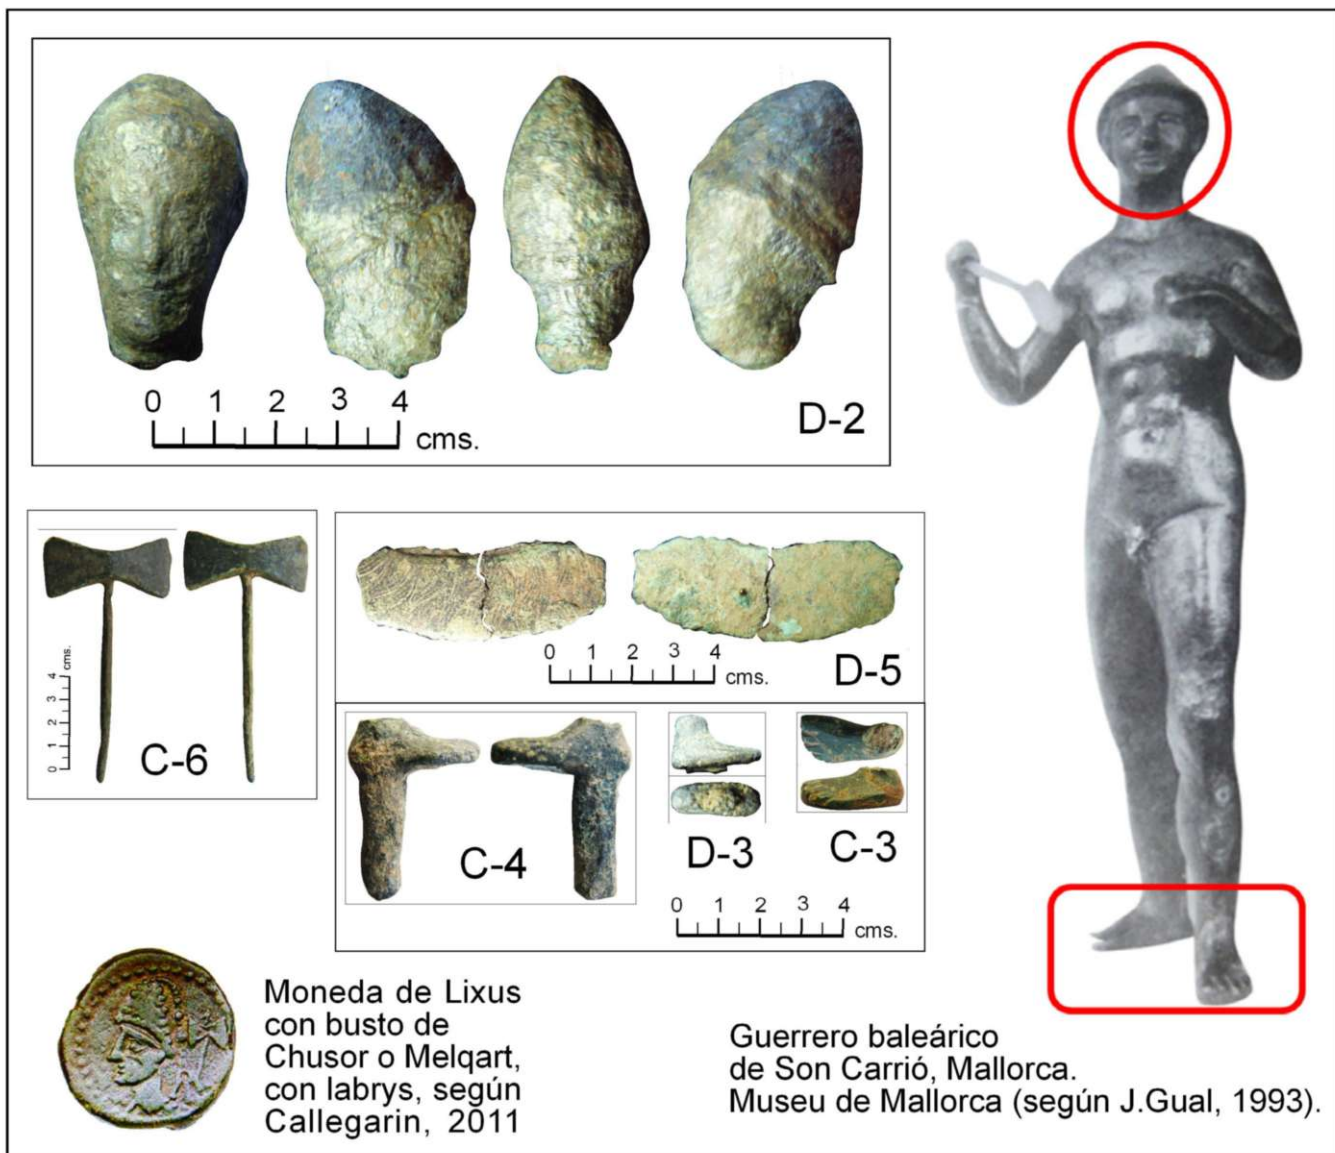 0 1 2 3 4
cms.
D-2
0 1 2 3 4 cms.
C-6
0 1 2 3 4
cms.
D-5
C-4
D-3
C-3
0 1 2 3 4
cms.
Moneda de Lixus
con busto de
Chusor o Melqart,
con labrys, según
Callegarin, 2011
Guerrero baleárico
de Son Carrió, Mallorca.
Museu de Mallorca (según J.Gual, 1993).